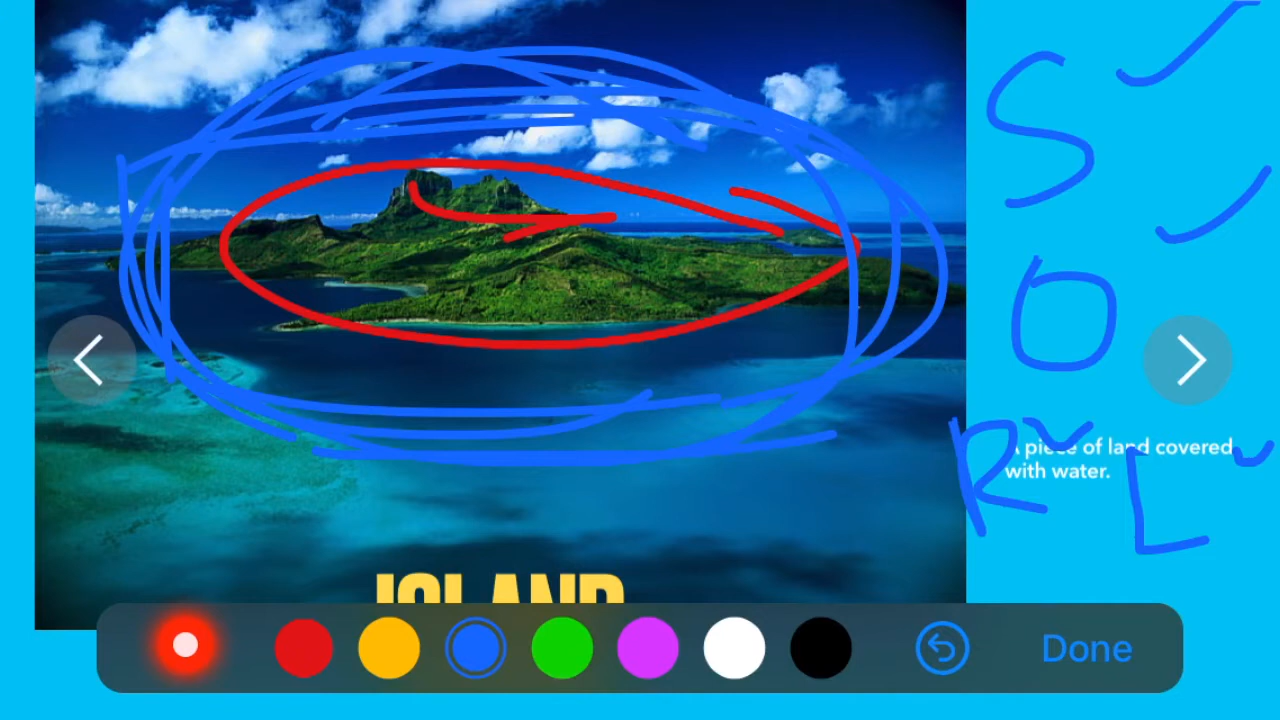 S
O
R L
A piece of land covered
with water.
ISLAND
Done